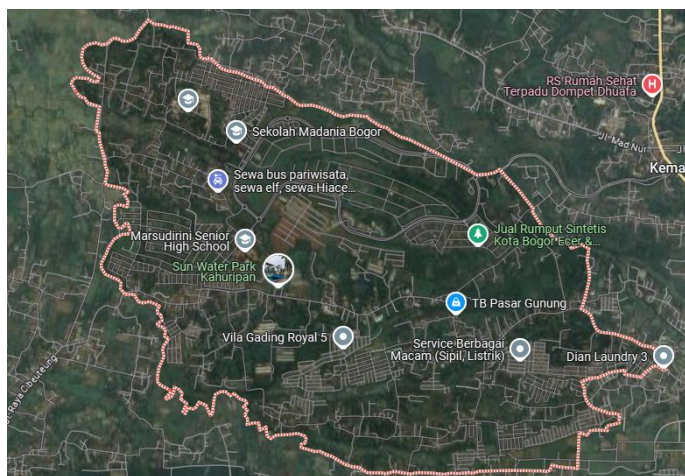 RS Rumah Sehat
Terpadu Dompet Dhuafa
Jl. Mad Nur
Kema
Sekolah Madania Bogor
Sewa bus pariwisata,
sewa elf, sewa Hiace...
Marsudirini Senior
High School
Jual Rumput Sintetis
Kota Bogor Ecer &...
Sun Water Park
Kahuripan
TB Pasar Gunung
Vila Gading Royal 5
Service Berbagai
Macam (Sipil, Listrik)
Dian Laundry 3
Raya Cibeuteung